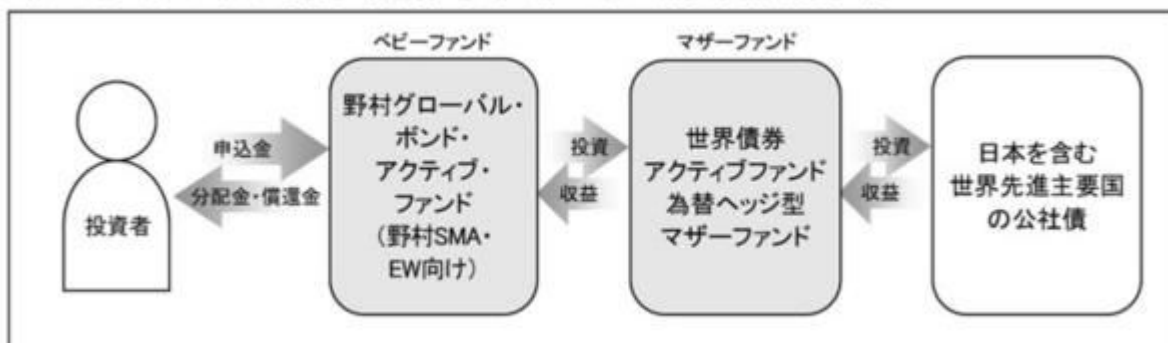 ベビーファンド
マザーファンド
投資者
申込金
分配金・償還金
野村グローバル・
ボンド・
アクティブ・
ファンド
（野村SMA・
EW向け）
投資
収益
世界債券
アクティブファンド
為替ヘッジ型
マザーファンド
投資
収益
日本を含む
世界先進主要国
の公社債